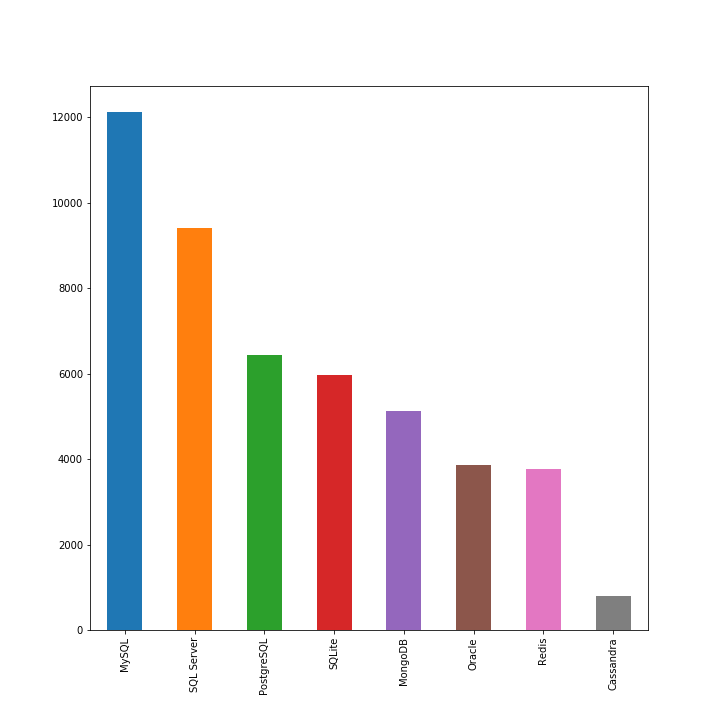 12000
10000
8000
6000
4000
2000
0
MySQL
SQL Server
PostgreSQL
SQLite
MongoDB
Oracle
Redis
Cassandra